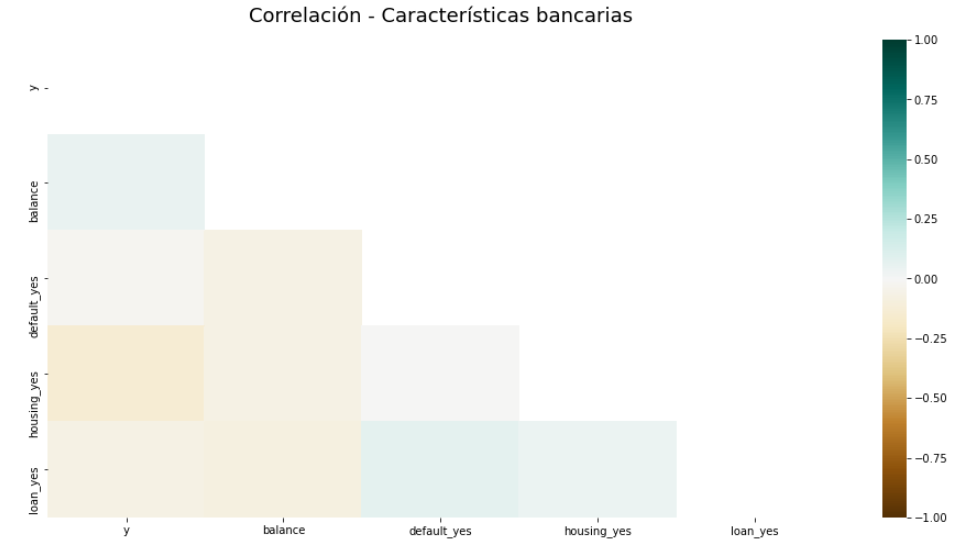 Correlación - Características bancarias
y
balance
default_yes
housing_yes
loan_yes
y balance default_yes housing_yes loan_yes
1.00
0.75
0.50
0.25
0.00
−0.25
−0.50
−0.75
−1.00